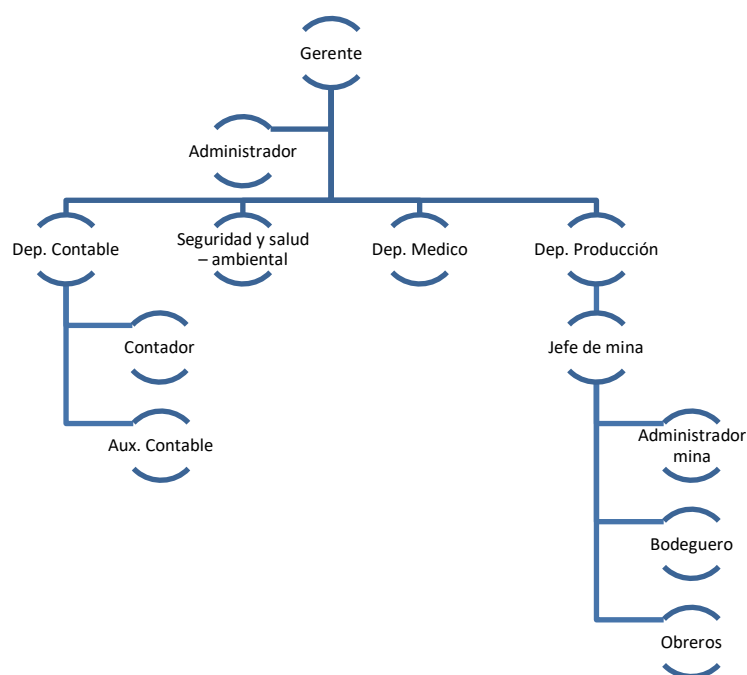 Gerente
Administrador
Dep. Contable
Seguridad y salud
– ambiental
Dep. Medico
Dep. Producción
Contador
Jefe de mina
Aux. Contable
Administrador
mina
Bodeguero
Obreros